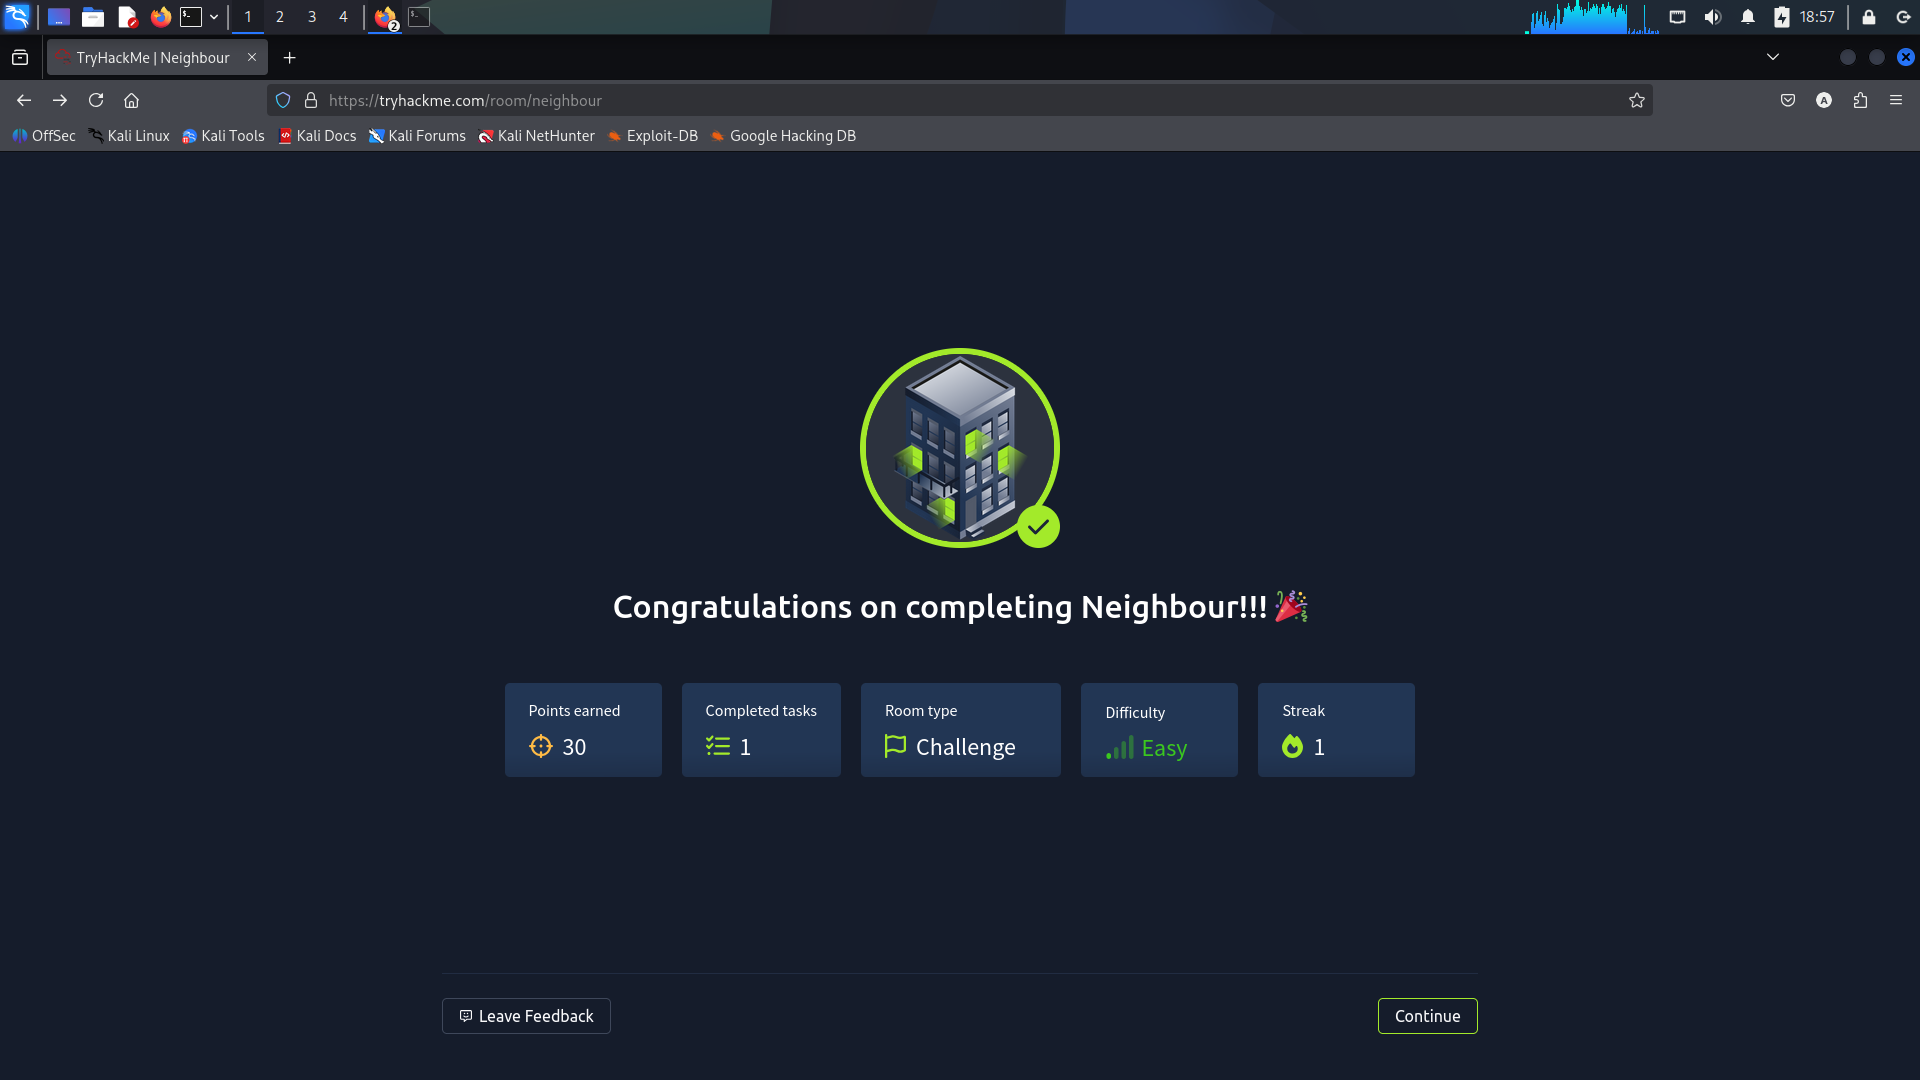 1 2 3 4 2 18:57
TryHackMe | Neighbour
https://tryhackme.com/room/neighbour A
OffSec Kali Linux Kali Tools Kali Docs Kali Forums Kali NetHunter Exploit-DB Google Hacking DB
Congratulations on completing Neighbour!!! 🎉
Points earned Completed tasks Room type Difficulty Streak
30 1 Challenge Easy 1
Leave Feedback Continue